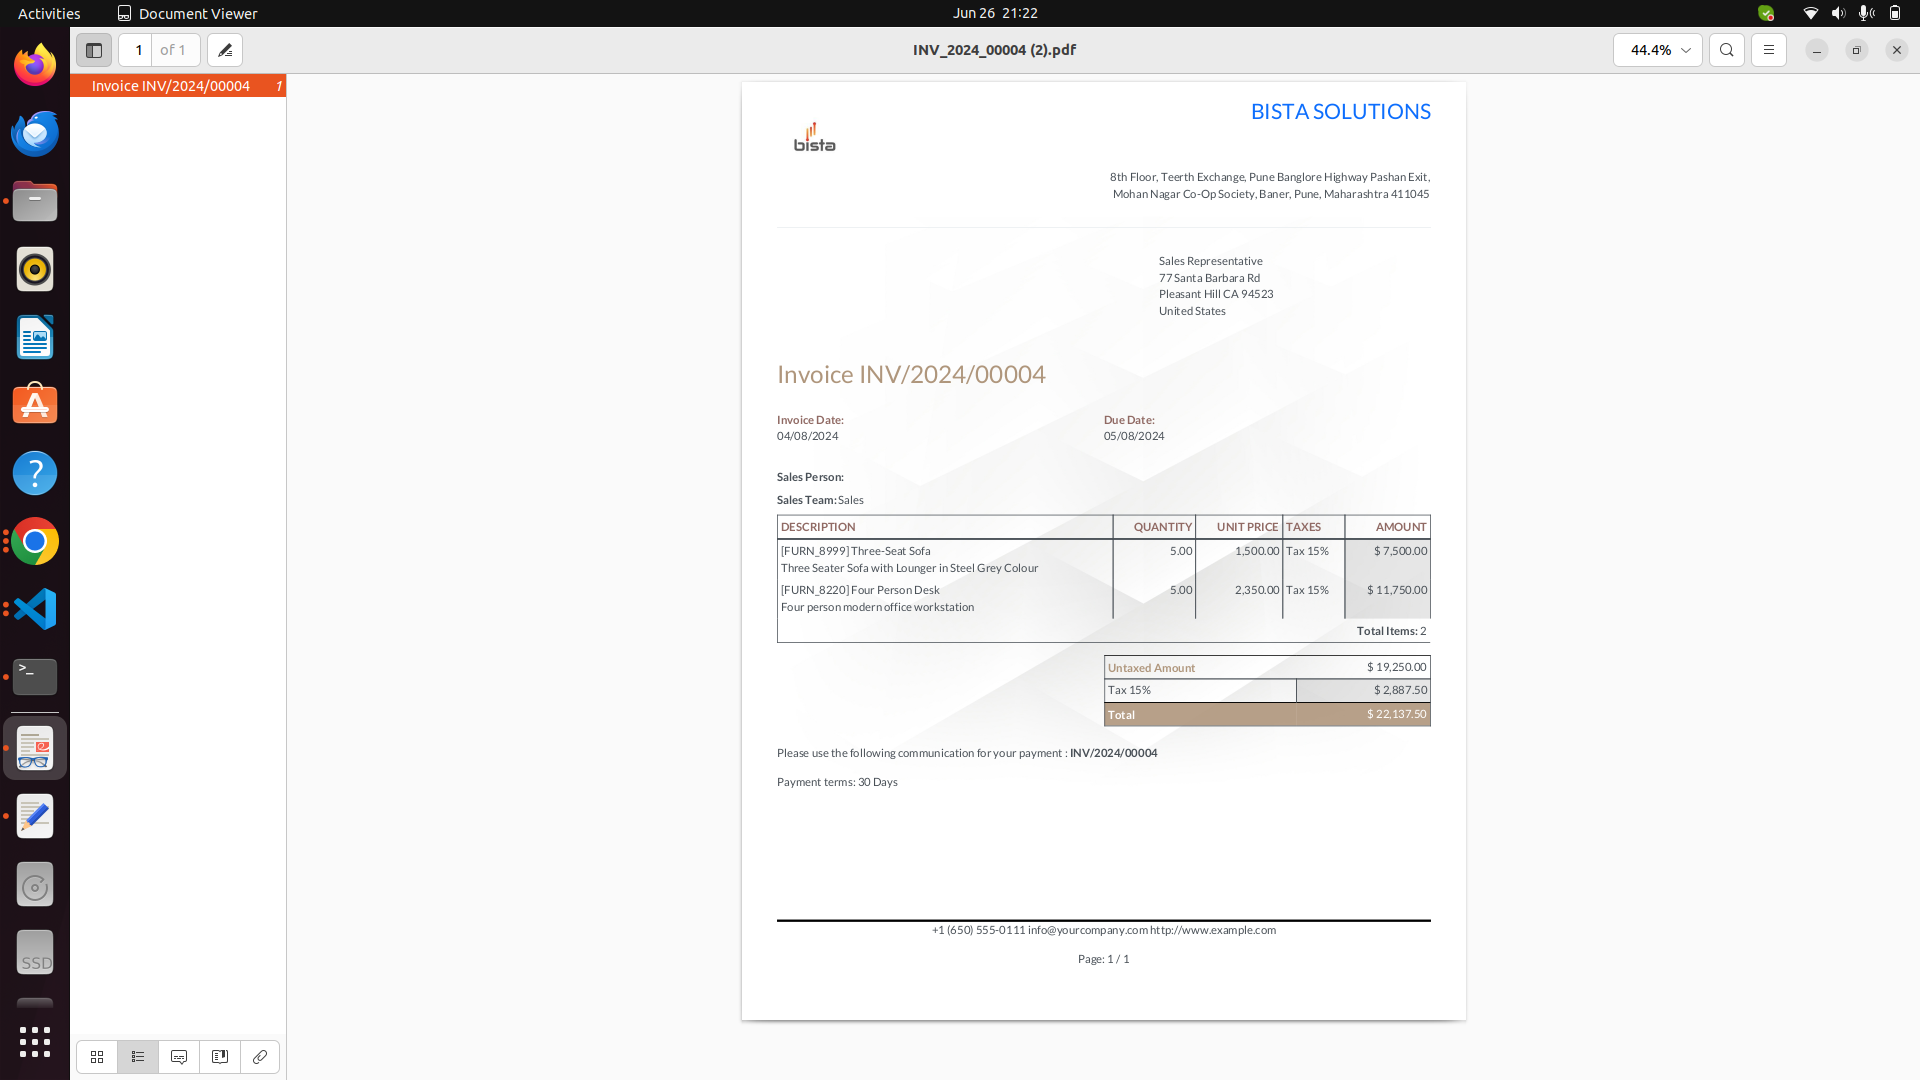 Activities Document Viewer Jun 26 21:22
1 of 1 INV_2024_00004 (2).pdf 44.4%
Invoice INV/2024/00004 1
BISTA SOLUTIONS
bista
8th Floor, Teerth Exchange, Pune Banglore Highway Pashan Exit,
Mohan Nagar Co-Op Society, Baner, Pune, Maharashtra 411045
Sales Representative
77 Santa Barbara Rd
Pleasant Hill CA 94523
United States
Invoice INV/2024/00004
Invoice Date: Due Date:
04/08/2024 05/08/2024
Sales Person:
Sales Team: Sales
DESCRIPTION QUANTITY UNIT PRICE TAXES AMOUNT
[FURN_8999] Three-Seat Sofa 5.00 1,500.00 Tax 15% $ 7,500.00
Three Seater Sofa with Lounger in Steel Grey Colour
[FURN_8220] Four Person Desk 5.00 2,350.00 Tax 15% $ 11,750.00
Four person modern office workstation
Total Items: 2
Untaxed Amount $ 19,250.00
Tax 15% $ 2,887.50
Total $ 22,137.50
Please use the following communication for your payment : INV/2024/00004
Payment terms: 30 Days
+1 (650) 555-0111 info@yourcompany.com http://www.example.com
Page: 1 / 1
SSD